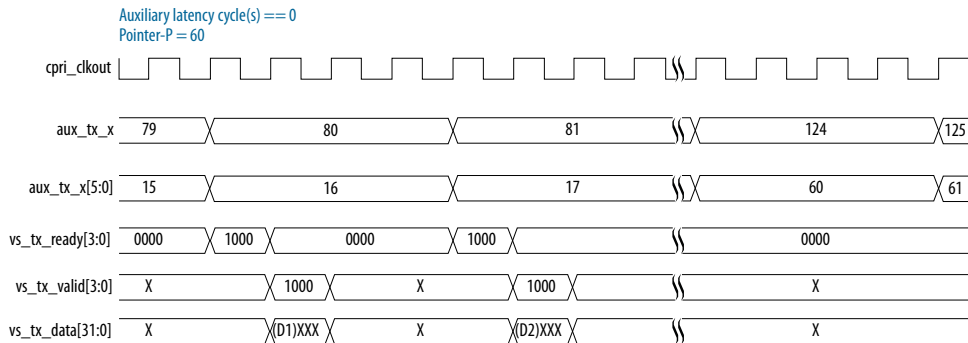 Auxiliary latency cycle(s) == 0
Pointer-P = 60
cpri_clkout
aux_tx_x 79 80 81 124 125
aux_tx_x[5:0] 15 16 17 60 61
vs_tx_ready[3:0] 0000 1000 0000 1000 0000
vs_tx_valid[3:0] X 1000 X 1000 X
vs_tx_data[31:0] X (D1)XXX X (D2)XXX X